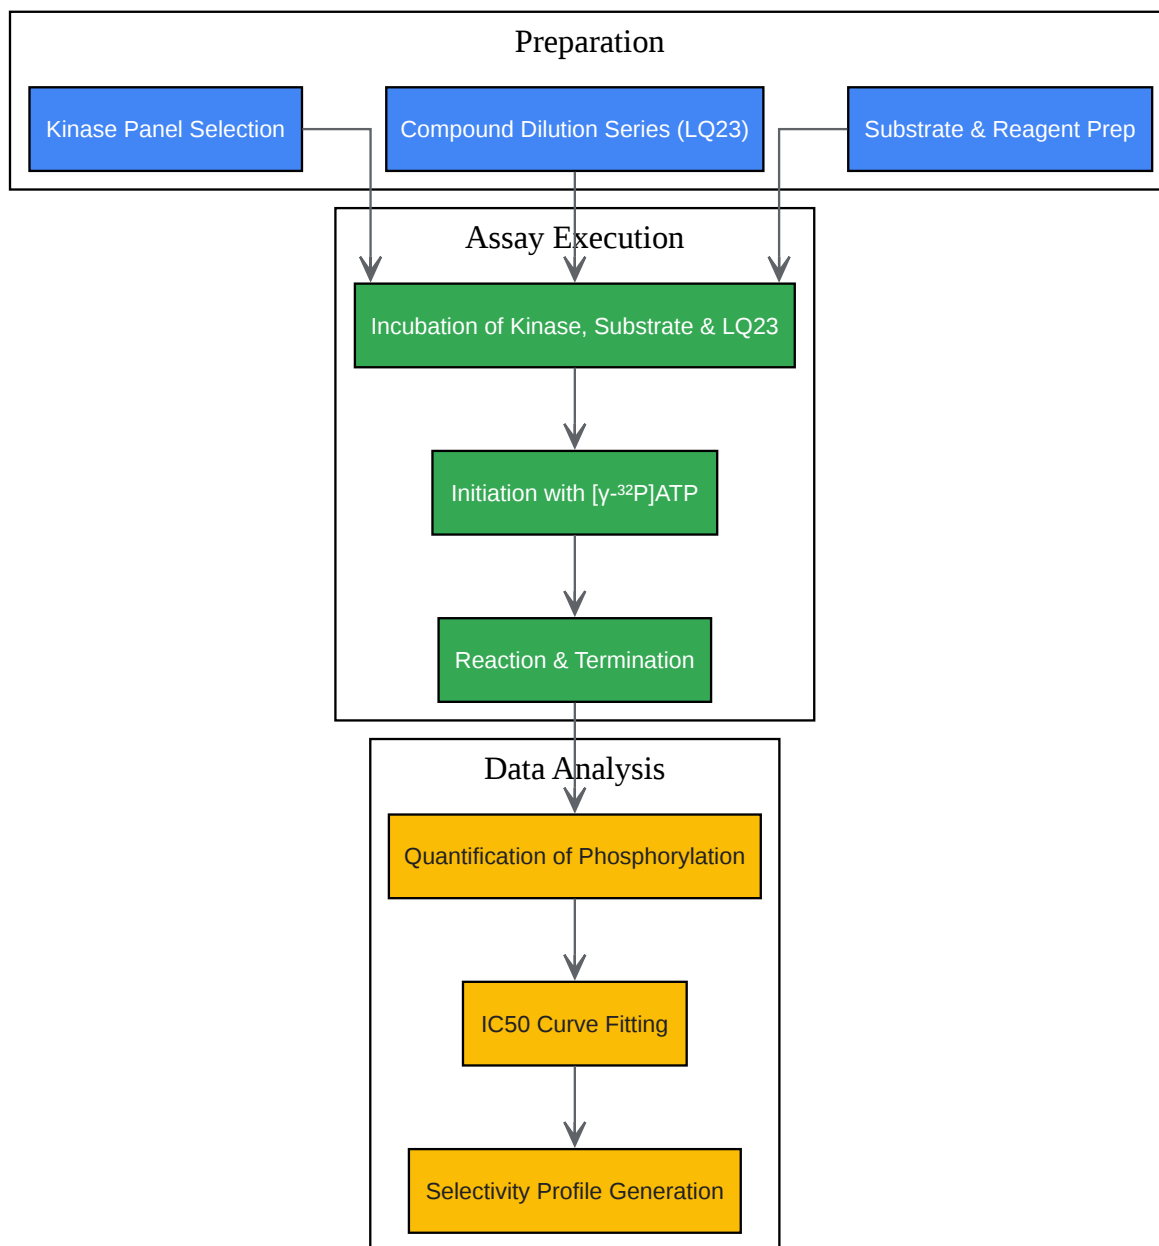 Preparation
Kinase Panel Selection
Compound Dilution Series (LQ23)
Substrate & Reagent Prep
Assay Execution
Incubation of Kinase, Substrate & LQ23
Initiation with [γ-³²P]ATP
Reaction & Termination
Data Analysis
Quantification of Phosphorylation
IC50 Curve Fitting
Selectivity Profile Generation